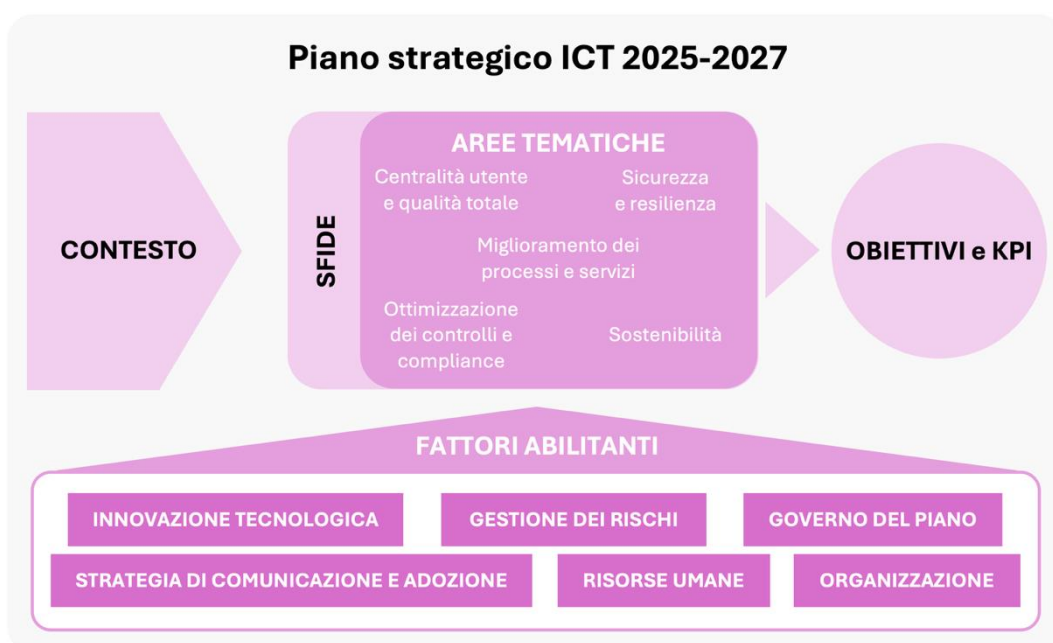 Piano strategico ICT 2025-2027
CONTESTO
SFIDE
AREE TEMATICHE
Centralità utente
e qualità totale
Sicurezza
e resilienza
Miglioramento dei
processi e servizi
Ottimizzazione
dei controlli e
compliance
Sostenibilità
OBIETTIVI e KPI
FATTORI ABILITANTI
INNOVAZIONE TECNOLOGICA
GESTIONE DEI RISCHI
GOVERNO DEL PIANO
STRATEGIA DI COMUNICAZIONE E ADOZIONE
RISORSE UMANE
ORGANIZZAZIONE